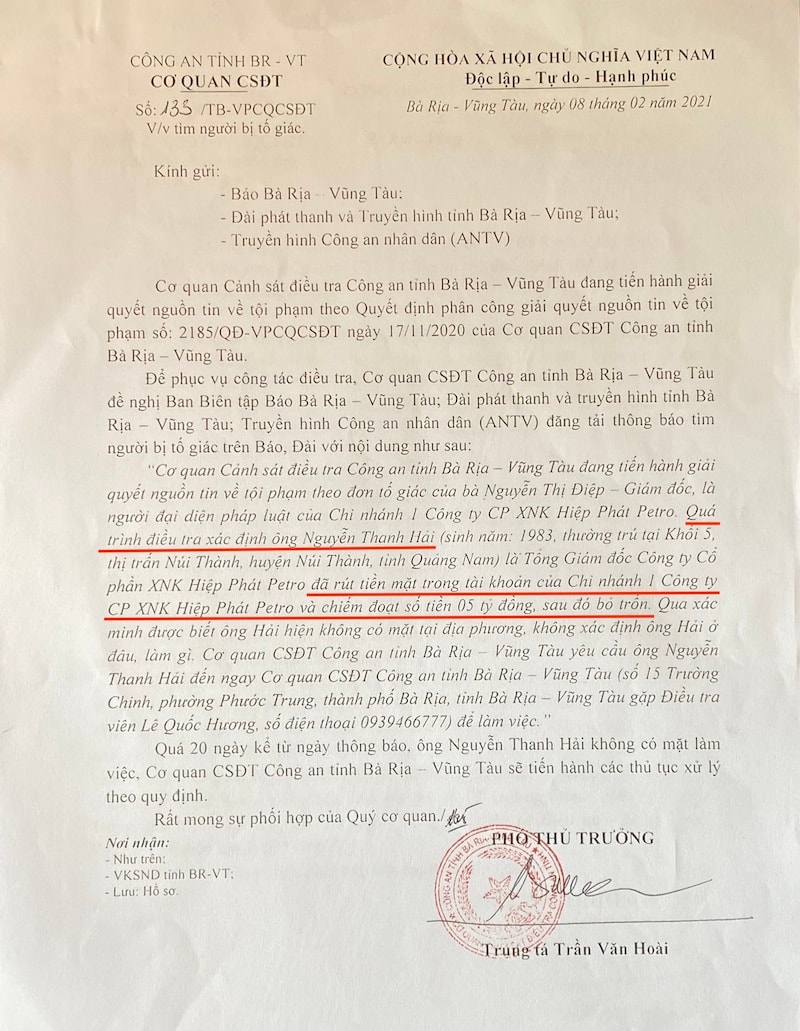 CÔNG AN TỈNH BR - VT
CƠ QUAN CSĐT
Số: 135 /TB-VPCQCSĐT
V/v tìm người bị tố giác.
CỘNG HÒA XÃ HỘI CHỦ NGHĨA VIỆT NAM
Độc lập - Tự do - Hạnh phúc
Bà Rịa - Vũng Tàu, ngày 08 tháng 02 năm 2021
Kính gửi:
- Báo Bà Rịa – Vũng Tàu;
- Đài phát thanh và Truyền hình tỉnh Bà Rịa – Vũng Tàu;
- Truyền hình Công an nhân dân (ANTV)
Cơ quan Cảnh sát điều tra Công an tỉnh Bà Rịa – Vũng Tàu đang tiến hành giải
quyết nguồn tin về tội phạm theo Quyết định phân công giải quyết nguồn tin về tội
phạm số: 2185/QĐ-VPCQCSĐT ngày 17/11/2020 của Cơ quan CSĐT Công an tỉnh
Bà Rịa – Vũng Tàu.
Để phục vụ công tác điều tra, Cơ quan CSĐT Công an tỉnh Bà Rịa – Vũng Tàu
đề nghị Ban Biên tập Báo Bà Rịa – Vũng Tàu; Đài phát thanh và truyền hình tỉnh Bà
Rịa – Vũng Tàu; Truyền hình Công an nhân dân (ANTV) đăng tải thông báo tìm
người bị tố giác trên Báo, Đài với nội dung như sau:
“Cơ quan Cảnh sát điều tra Công an tỉnh Bà Rịa – Vũng Tàu đang tiến hành giải
quyết nguồn tin về tội phạm theo đơn tố giác của bà Nguyễn Thị Điệp – Giám đốc, là
người đại diện pháp luật của Chi nhánh 1 Công ty CP XNK Hiệp Phát Petro. Quá
trình điều tra xác định ông Nguyễn Thanh Hải (sinh năm: 1983, thường trú tại Khối 5,
thị trấn Núi Thành, huyện Núi Thành, tỉnh Quảng Nam) là Tổng Giám đốc Công ty Cổ
phần XNK Hiệp Phát Petro đã rút tiền mặt trong tài khoản của Chi nhánh 1 Công ty
CP XNK Hiệp Phát Petro và chiếm đoạt số tiền 05 tỷ đồng, sau đó bỏ trốn. Qua xác
minh được biết ông Hải hiện không có mặt tại địa phương, không xác định ông Hải ở
đâu, làm gì. Cơ quan CSĐT Công an tỉnh Bà Rịa – Vũng Tàu yêu cầu ông Nguyễn
Thanh Hải đến ngay Cơ quan CSĐT Công an tỉnh Bà Rịa – Vũng Tàu (số 15 Trường
Chinh, phường Phước Trung, thành phố Bà Rịa, tỉnh Bà Rịa – Vũng Tàu gặp Điều tra
viên Lê Quốc Hương, số điện thoại 0939466777) để làm việc.”
Quá 20 ngày kể từ ngày thông báo, ông Nguyễn Thanh Hải không có mặt làm
việc, Cơ quan CSĐT Công an tỉnh Bà Rịa – Vũng Tàu sẽ tiến hành các thủ tục xử lý
theo quy định.
Rất mong sự phối hợp của Quý cơ quan./
Nơi nhận:
- Như trên;
- VKSND tỉnh BR-VT;
- Lưu: Hồ sơ.
PHÓ THỦ TRƯỞNG
Trung tá Trần Văn Hoài